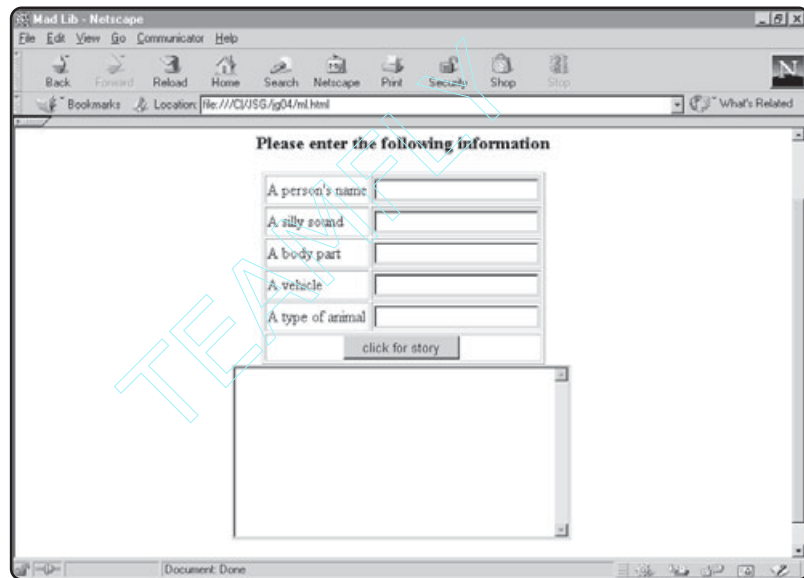 Mad Lib - Netscape
File Edit View Go Communicator Help
Back Forward Reload Home Search Netscape Print Security Shop Stop
Bookmarks Location: file:///C|/JSG/jg04/ml.html What's Related
N
Please enter the following information
A person's name
A silly sound
A body part
A vehicle
A type of animal
click for story
TEAMFLY
Document: Done